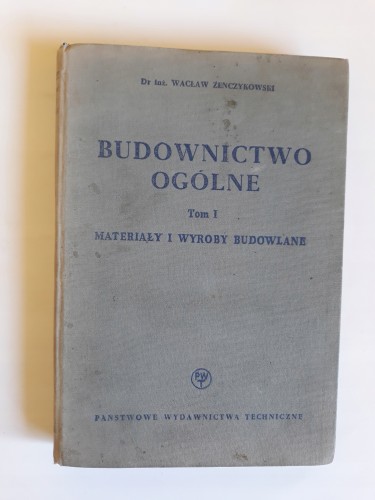 Dr inż. WACŁAW ŻENCZYKOWSKI
BUDOWNICTWO
OGÓLNE
Tom I
MATERIAŁY I WYROBY BUDOWLANE
PWT
PAŃSTWOWE WYDAWNICTWA TECHNICZNE